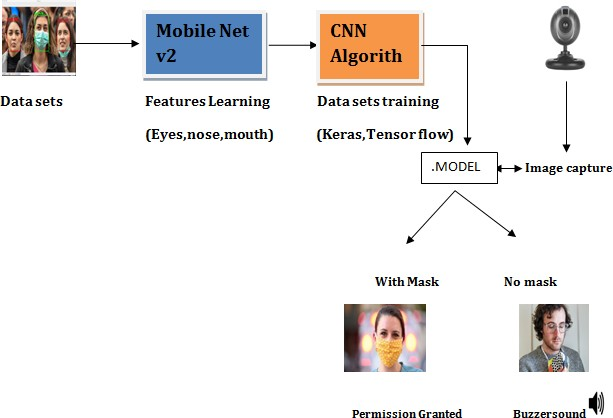 Mobile Net
v2
CNN
Algorith
Data sets
Features Learning
(Eyes,nose,mouth)
Data sets training
(Keras,Tensor flow)
.MODEL
Image capture
With Mask
No mask
Permission Granted
Buzzersound